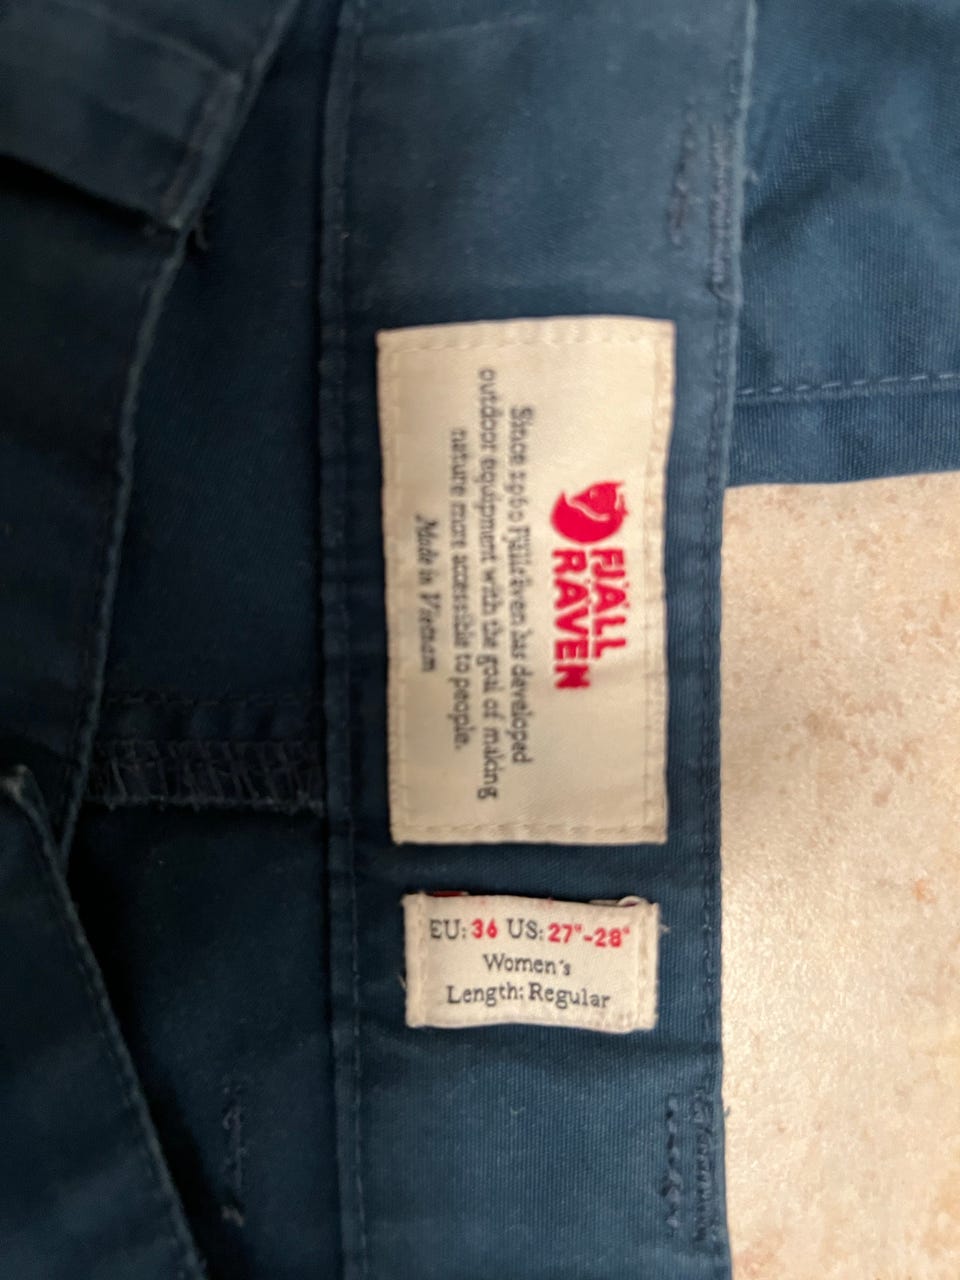 FJÄLL
RÄVEN
Since 1960 Fjällräven has developed
outdoor equipment with the goal of making
nature more accessible to people.
Made in Vietnam
EU: 36 US: 27"-28"
Women's
Length: Regular